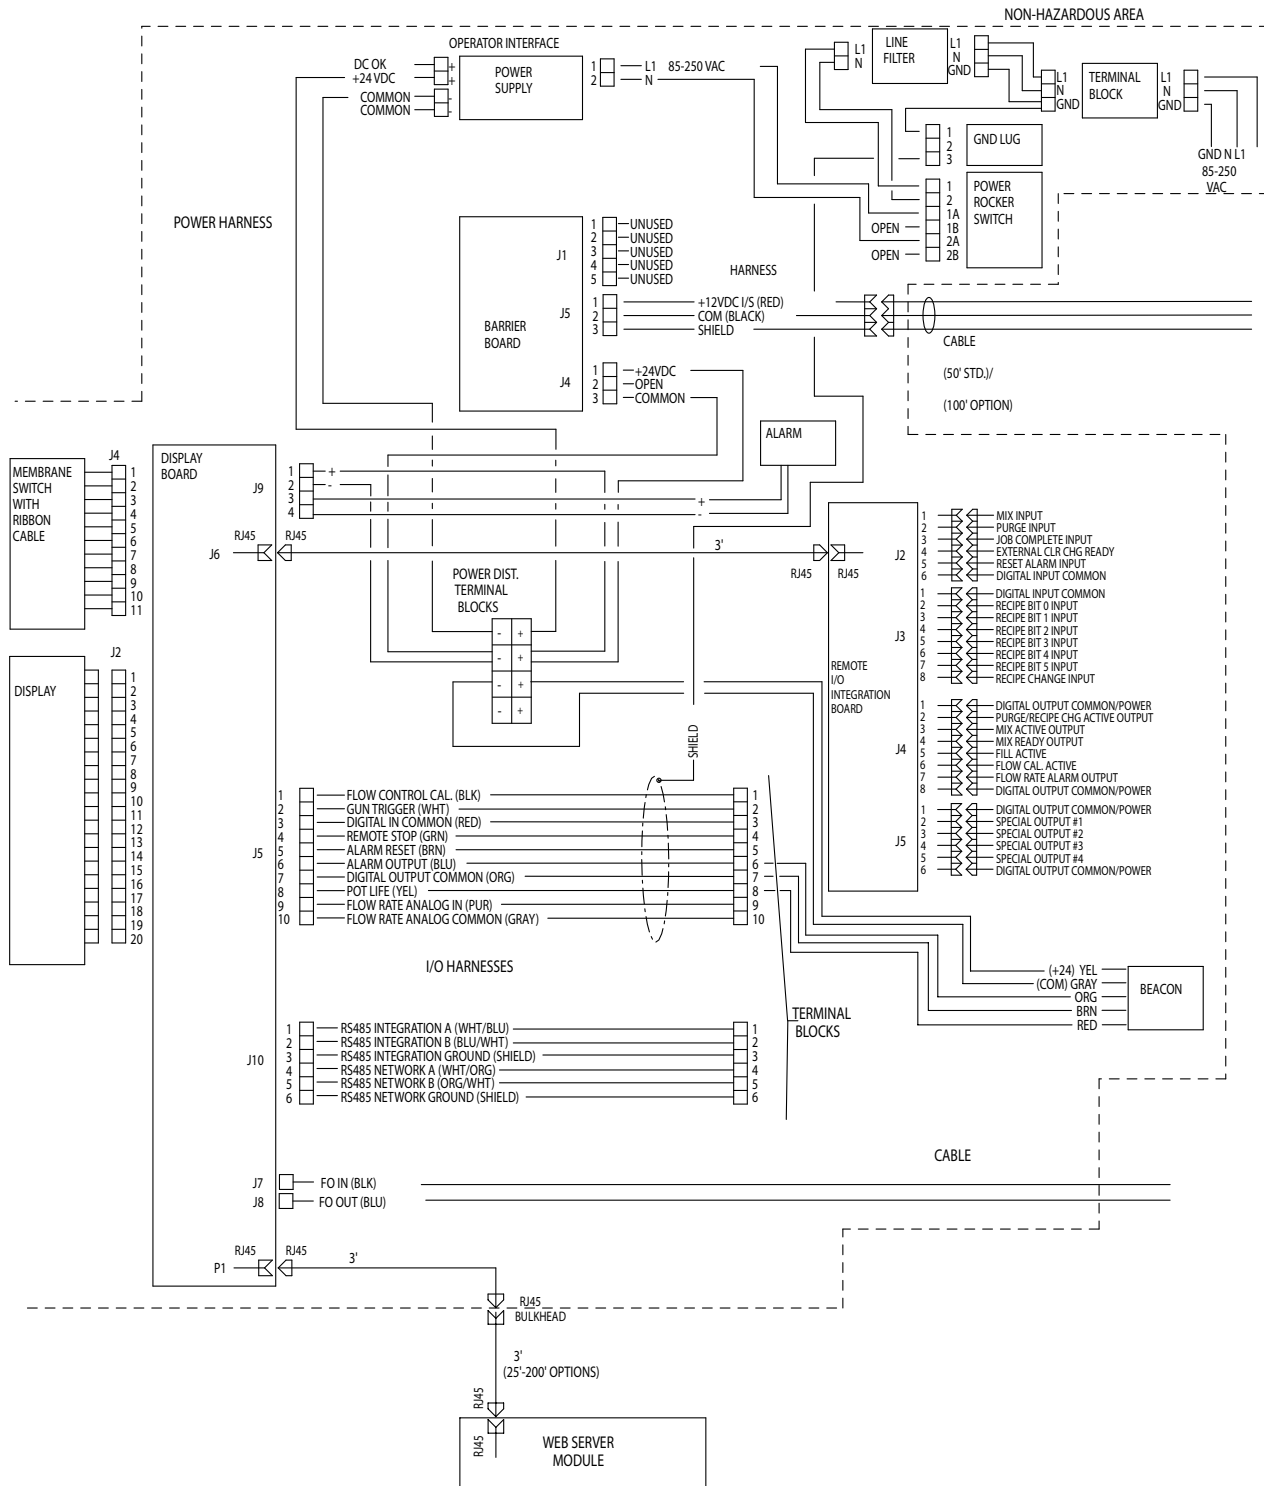 NON-HAZARDOUS AREA
OPERATOR INTERFACE
DC OK +
+24 VDC +
COMMON -
COMMON -
POWER
SUPPLY
1 L1 85-250 VAC
2 N
L1
N
LINE
FILTER
L1
N
GND
L1
N
GND
TERMINAL
BLOCK
L1
N
GND
GND N L1
85-250
VAC
1
2
3
GND LUG
1
2
1A
OPEN 1B
2A
OPEN 2B
POWER
ROCKER
SWITCH
POWER HARNESS
BARRIER
BOARD
J1
1 UNUSED
2 UNUSED
3 UNUSED
4 UNUSED
5 UNUSED
HARNESS
J5
1 +12VDC I/S (RED)
2 COM (BLACK)
3 SHIELD
CABLE
(50' STD.)/
(100' OPTION)
J4
1 +24VDC
2 OPEN
3 COMMON
ALARM
+
-
MEMBRANE
SWITCH
WITH
RIBBON
CABLE
J4
1
2
3
4
5
6
7
8
9
10
11
DISPLAY
BOARD
J9
1 +
2 -
3
4
J6
RJ45 RJ45
3'
RJ45 RJ45
POWER DIST.
TERMINAL
BLOCKS
- +
- +
- +
- +
DISPLAY
J2
1
2
3
4
5
6
7
8
9
10
11
12
13
14
15
16
17
18
19
20
REMOTE
I/O
INTEGRATION
BOARD
J2
1 MIX INPUT
2 PURGE INPUT
3 JOB COMPLETE INPUT
4 EXTERNAL CLR CHG READY
5 RESET ALARM INPUT
6 DIGITAL INPUT COMMON
J3
1 DIGITAL INPUT COMMON
2 RECIPE BIT 0 INPUT
3 RECIPE BIT 1 INPUT
4 RECIPE BIT 2 INPUT
5 RECIPE BIT 3 INPUT
6 RECIPE BIT 4 INPUT
7 RECIPE BIT 5 INPUT
8 RECIPE CHANGE INPUT
J4
1 DIGITAL OUTPUT COMMON/POWER
2 PURGE/RECIPE CHG ACTIVE OUTPUT
3 MIX ACTIVE OUTPUT
4 MIX READY OUTPUT
5 FILL ACTIVE
6 FLOW CAL. ACTIVE
7 FLOW RATE ALARM OUTPUT
8 DIGITAL OUTPUT COMMON/POWER
J5
1 DIGITAL OUTPUT COMMON/POWER
2 SPECIAL OUTPUT #1
3 SPECIAL OUTPUT #2
4 SPECIAL OUTPUT #3
5 SPECIAL OUTPUT #4
6 DIGITAL OUTPUT COMMON/POWER
SHIELD
J5
1 FLOW CONTROL CAL. (BLK) 1
2 GUN TRIGGER (WHT) 2
3 DIGITAL IN COMMON (RED) 3
4 REMOTE STOP (GRN) 4
5 ALARM RESET (BRN) 5
6 ALARM OUTPUT (BLU) 6 6
7 DIGITAL OUTPUT COMMON (ORG) 7 7
8 POT LIFE (YEL) 8 8
9 FLOW RATE ANALOG IN (PUR) 9
10 FLOW RATE ANALOG COMMON (GRAY) 10
I/O HARNESSES
(+24) YEL
(COM) GRAY
ORG
BRN
RED
BEACON
TERMINAL
BLOCKS
J10
1 RS485 INTEGRATION A (WHT/BLU) 1
2 RS485 INTEGRATION B (BLU/WHT) 2
3 RS485 INTEGRATION GROUND (SHIELD) 3
4 RS485 NETWORK A (WHT/ORG) 4
5 RS485 NETWORK B (ORG/WHT) 5
6 RS485 NETWORK GROUND (SHIELD) 6
CABLE
J7 FO IN (BLK)
J8 FO OUT (BLU)
P1
RJ45 RJ45
3'
RJ45
BULKHEAD
3'
(25'-200' OPTIONS)
RJ45
RJ45
WEB SERVER
MODULE